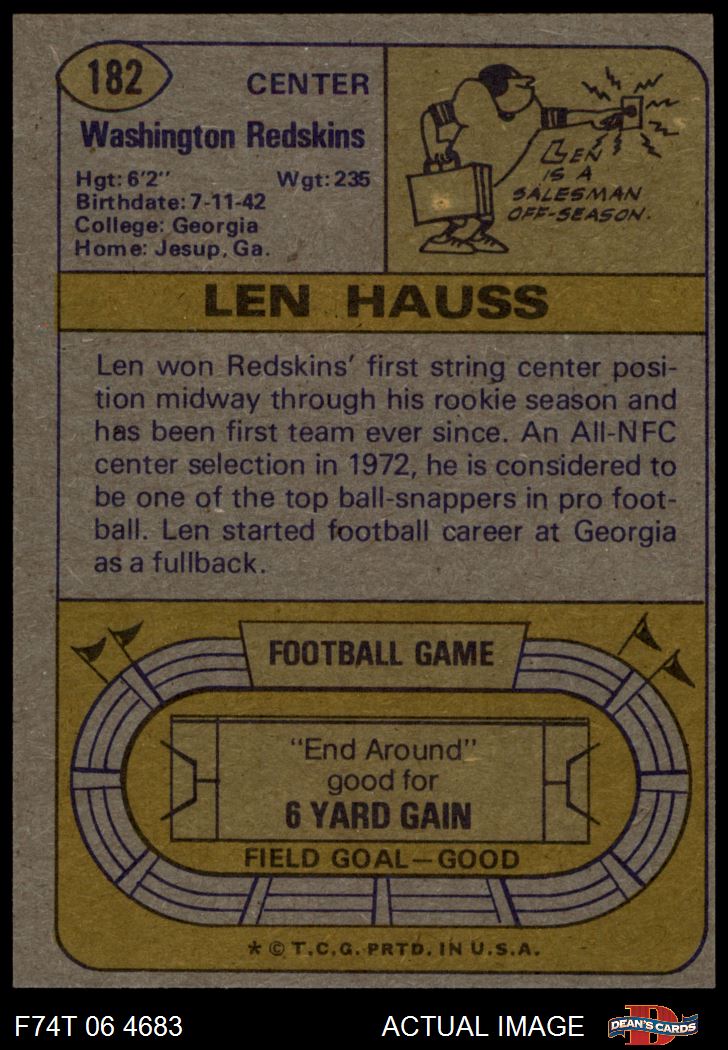 182
CENTER
Washington Redskins
Hgt: 6'2" Wgt: 235
Birthdate: 7-11-42
College: Georgia
Home: Jesup, Ga.
LEN
IS A
SALESMAN
OFF-SEASON.
LEN HAUSS
Len won Redskins' first string center posi-
tion midway through his rookie season and
has been first team ever since. An All-NFC
center selection in 1972, he is considered to
be one of the top ball-snappers in pro foot-
ball. Len started football career at Georgia
as a fullback.
FOOTBALL GAME
"End Around"
good for
6 YARD GAIN
FIELD GOAL—GOOD
* © T.C.G. PRTD. IN U.S.A.
F74T 06 4683 ACTUAL IMAGE
DEAN'S CARDS